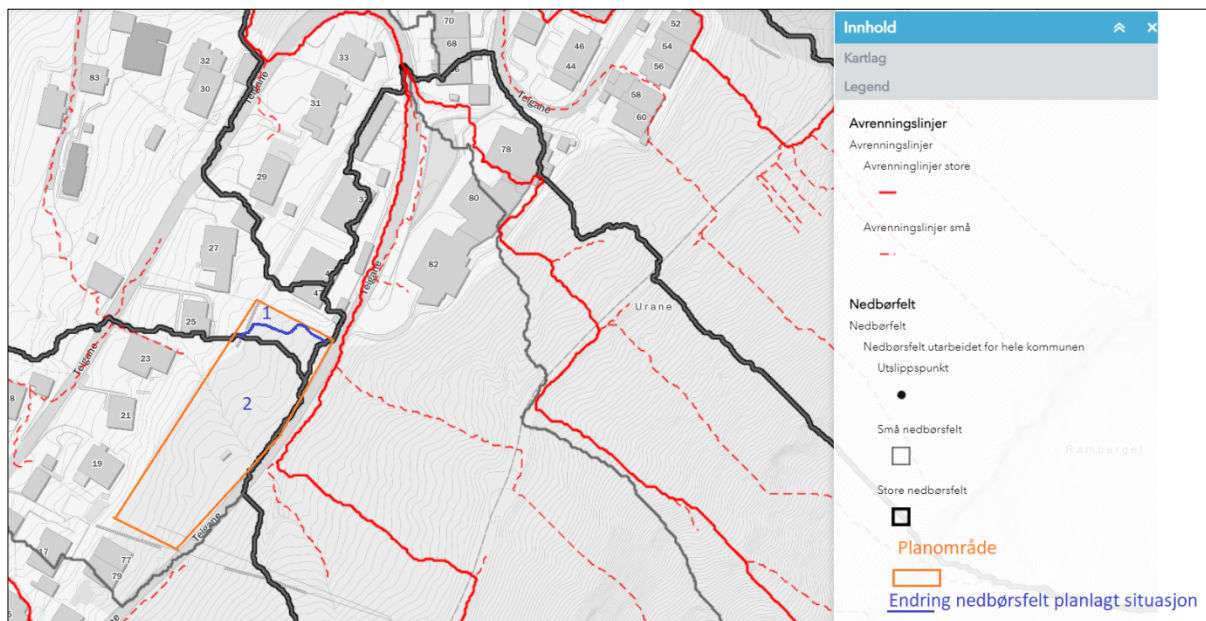 70
68
52
46
54
44
56
33
32
83
30
Telgane
31
58
60
Telgane
78
29
80
27
82
Telgane
47
Urane
1
25
23
Telgane
2
21
19
17
77
79
Telgane
Innhold
Kartlag
Legend
Avrenningslinjer
Avrenningslinjer
Avrenninglinjer store
Avrenningslinjer små
Nedbørfelt
Nedbørfelt
Nedbørsfelt utarbeidet for hele kommunen
Utslippspunkt
Små nedbørsfelt
Rambergel
Store nedbørsfelt
Planområde
Endring nedbørsfelt planlagt situasjon